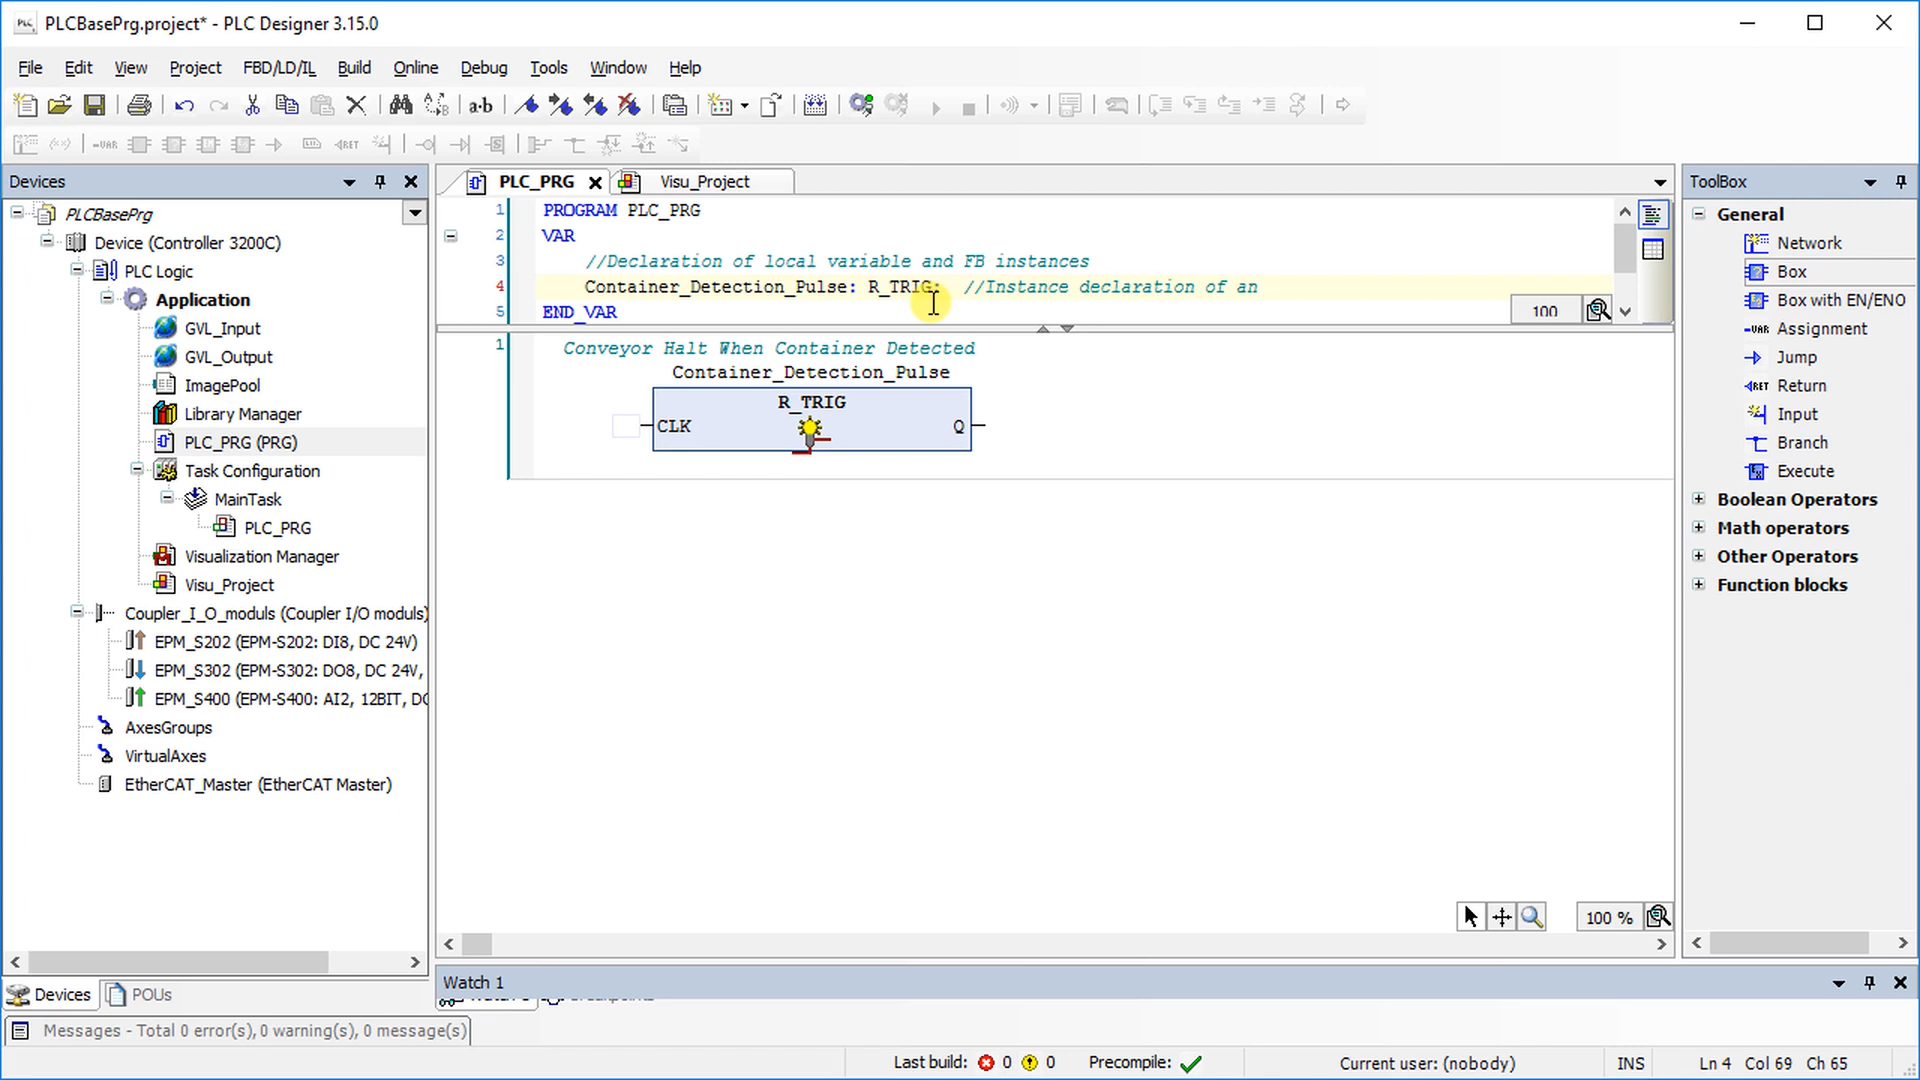 PLCBasePrg.project* - PLC Designer 3.15.0
File Edit View Project FBD/LD/IL Build Online Debug Tools Window Help
Devices
PLCBasePrg
Device (Controller 3200C)
PLC Logic
Application
GVL_Input
GVL_Output
ImagePool
Library Manager
PLC_PRG (PRG)
Task Configuration
MainTask
PLC_PRG
Visualization Manager
Visu_Project
Coupler_I_O_moduls (Coupler I/O moduls)
EPM_S202 (EPM-S202: DI8, DC 24V)
EPM_S302 (EPM-S302: DO8, DC 24V,
EPM_S400 (EPM-S400: AI2, 12BIT, DC
AxesGroups
VirtualAxes
EtherCAT_Master (EtherCAT Master)
Devices POUs
PLC_PRG Visu_Project
1 PROGRAM PLC_PRG
2 VAR
3 //Declaration of local variable and FB instances
4 Container_Detection_Pulse: R_TRIG; //Instance declaration of an
5 END_VAR
100
1 Conveyor Halt When Container Detected
Container_Detection_Pulse
R_TRIG
CLK Q
100 %
Watch 1
ToolBox
General
Network
Box
Box with EN/ENO
Assignment
Jump
Return
Input
Branch
Execute
Boolean Operators
Math operators
Other Operators
Function blocks
Messages - Total 0 error(s), 0 warning(s), 0 message(s)
Last build: 0 0 Precompile: Current user: (nobody) INS Ln 4 Col 69 Ch 65